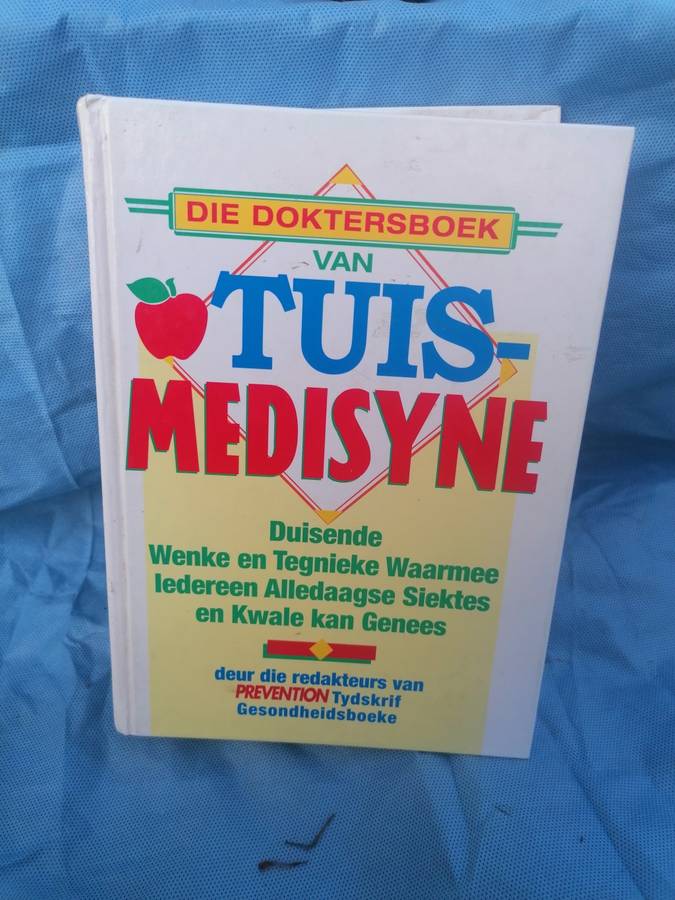 DIE DOKTERSBOEK
VAN
TUIS-
MEDISYNE
Duisende
Wenke en Tegnieke Waarmee
Iedereen Alledaagse Siektes
en Kwale kan Genees
deur die redakteurs van
PREVENTION Tydskrif
Gesondheidsboeke